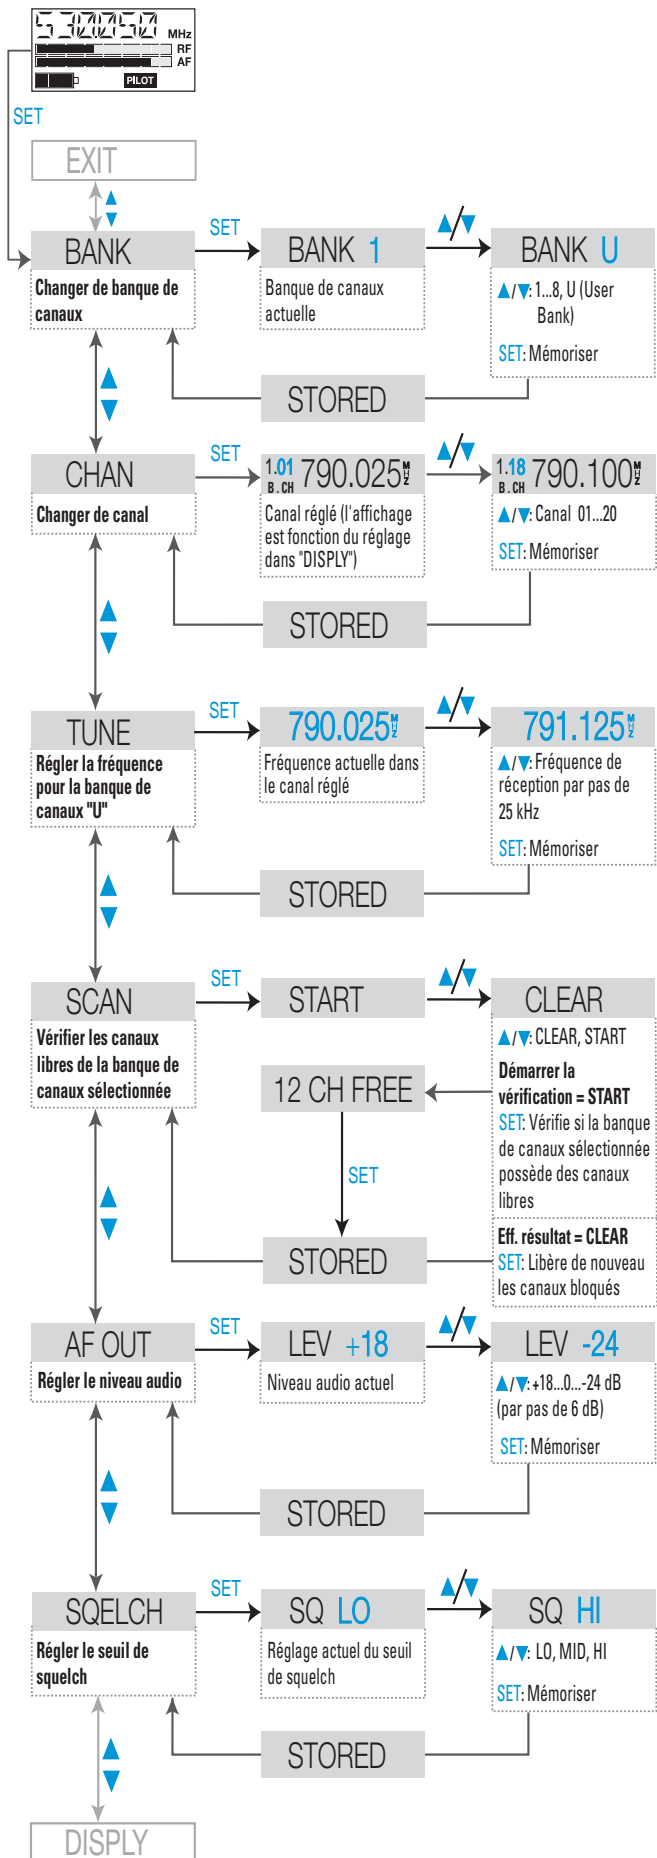 530.050 MHz
RF
AF
PILOT
SET
EXIT
BANK
Changer de banque de
canaux
SET
BANK 1
Banque de canaux
actuelle
▲/▼
BANK U
▲/▼: 1...8, U (User
Bank)
SET: Mémoriser
STORED
▲
▼
CHAN
Changer de canal
SET
1.01 790.025 MHZ
B.CH
Canal réglé (l'affichage
est fonction du réglage
dans "DISPLY")
▲/▼
1.18 790.100 MHZ
B.CH
▲/▼: Canal 01...20
SET: Mémoriser
STORED
▲
▼
TUNE
Régler la fréquence
pour la banque de
canaux "U"
SET
790.025 MHZ
Fréquence actuelle dans
le canal réglé
▲/▼
791.125 MHZ
▲/▼: Fréquence de
réception par pas de
25 kHz
SET: Mémoriser
STORED
▲
▼
SCAN
Vérifier les canaux
libres de la banque de
canaux sélectionnée
SET
START
▲/▼
CLEAR
▲/▼: CLEAR, START
Démarrer la
vérification = START
SET: Vérifie si la banque
de canaux sélectionnée
possède des canaux
libres
12 CH FREE
SET
Eff. résultat = CLEAR
SET: Libère de nouveau
les canaux bloqués
STORED
▲
▼
AF OUT
Régler le niveau audio
SET
LEV +18
Niveau audio actuel
▲/▼
LEV -24
▲/▼: +18...0...-24 dB
(par pas de 6 dB)
SET: Mémoriser
STORED
▲
▼
SQELCH
Régler le seuil de
squelch
SET
SQ LO
Réglage actuel du seuil
de squelch
▲/▼
SQ HI
▲/▼: LO, MID, HI
SET: Mémoriser
STORED
▲
▼
DISPLY